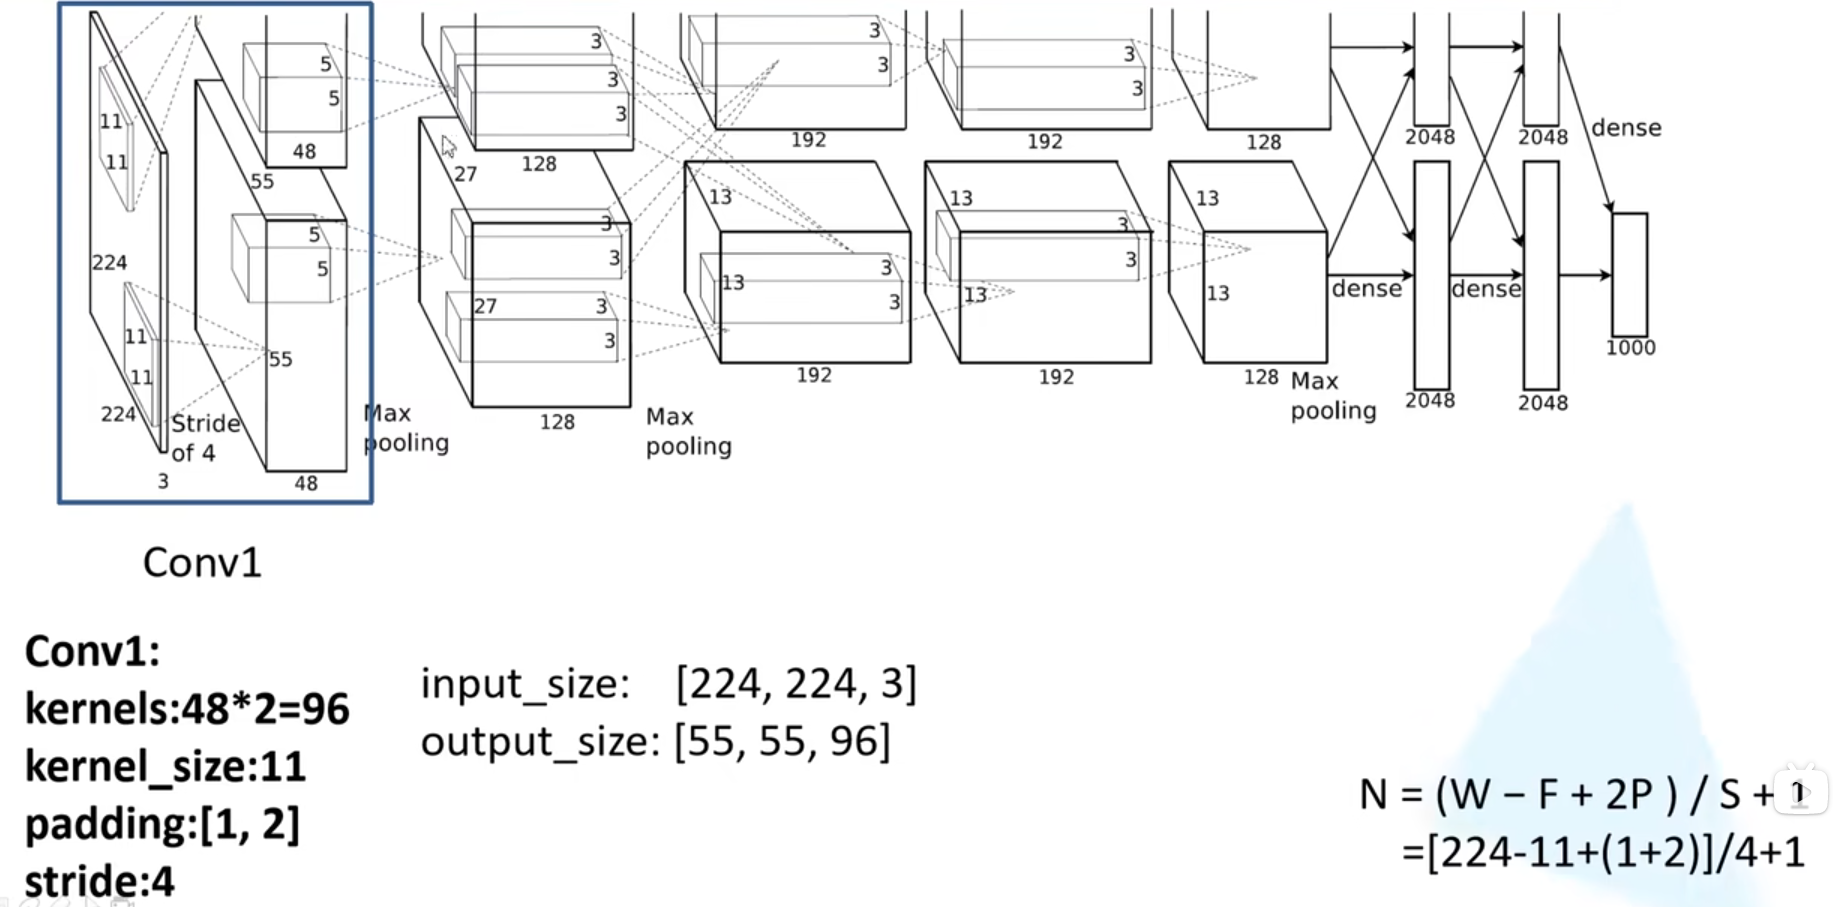 5
5
48
11
11
55
224
5
5
11
11
55
224
Stride
of 4
3
48
Max
pooling
3
3
3
128
27
3
3
27
3
3
128
Max
pooling
3
3
192
13
13
3
3
192
3
3
192
13
3
3
13
192
128
13
13
128
Max
pooling
2048
2048
dense
dense
dense
2048
2048
1000
Conv1
Conv1:
kernels:48*2=96
kernel_size:11
padding:[1, 2]
stride:4
input_size: [224, 224, 3]
output_size: [55, 55, 96]
N = (W – F + 2P ) / S + 1
=[224-11+(1+2)]/4+1